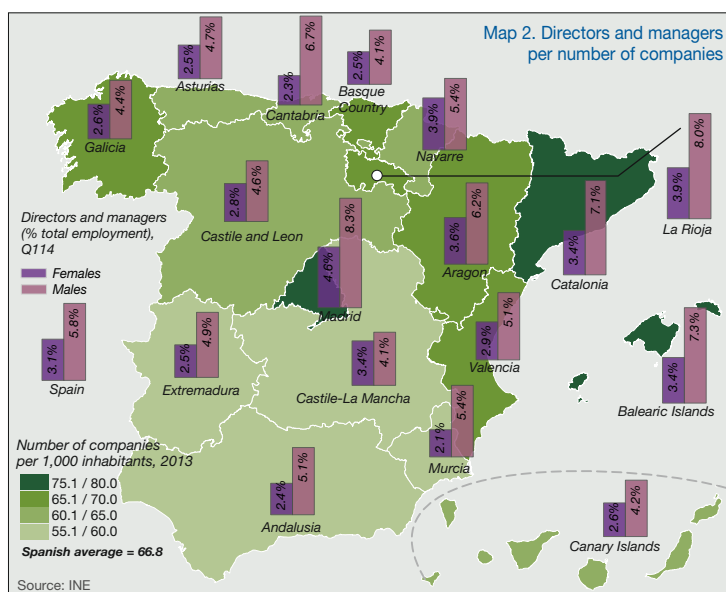 Map 2. Directors and managers
per number of companies
4.7%
2.5%
Asturias
6.7%
2.3%
Cantabria
4.1%
2.5%
Basque
Country
5.4%
3.9%
Navarre
4.4%
2.6%
Galicia
8.0%
3.9%
La Rioja
4.6%
2.8%
Castile and Leon
6.2%
3.6%
Aragon
7.1%
3.4%
Catalonia
Directors and managers
(% total employment),
Q114
Females
Males
8.3%
4.6%
Madrid
5.8%
3.1%
Spain
4.9%
2.5%
Extremadura
4.1%
3.4%
Castile-La Mancha
5.1%
2.9%
Valencia
7.3%
3.4%
Balearic Islands
5.4%
2.1%
Murcia
5.1%
2.4%
Andalusia
4.2%
2.6%
Canary Islands
Number of companies
per 1,000 inhabitants, 2013
75.1 / 80.0
65.1 / 70.0
60.1 / 65.0
55.1 / 60.0
Spanish average = 66.8
Source: INE